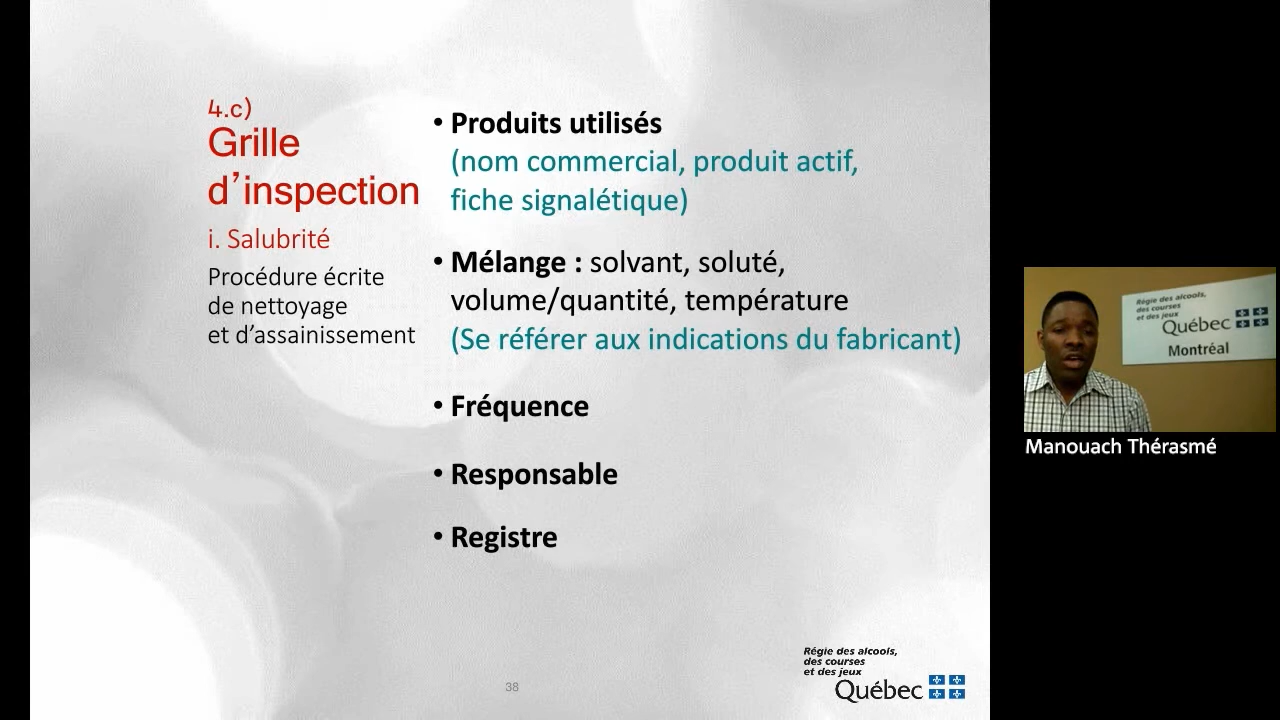 4.c)
Grille
d’inspection
i. Salubrité
Procédure écrite
de nettoyage
et d’assainissement
• Produits utilisés
(nom commercial, produit actif,
fiche signalétique)
• Mélange : solvant, soluté,
volume/quantité, température
(Se référer aux indications du fabricant)
• Fréquence
• Responsable
• Registre
38
Régie des alcools,
des courses
et des jeux
Québec
Régie des alcools,
des courses
et des jeux
Québec
Montréal
Manouach Thérasmé